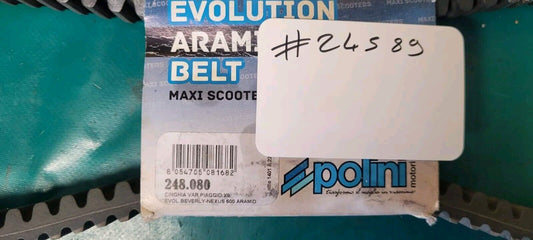 EVOLUTION
ARAMI
BELT
MAXI SCOOTE
#24589
8 054705 081682
248.080
CINGHIA VAR.PIAGGIO X9
EVOL.BEVERLY-NEXUS 500 ARAMID
polini
motori